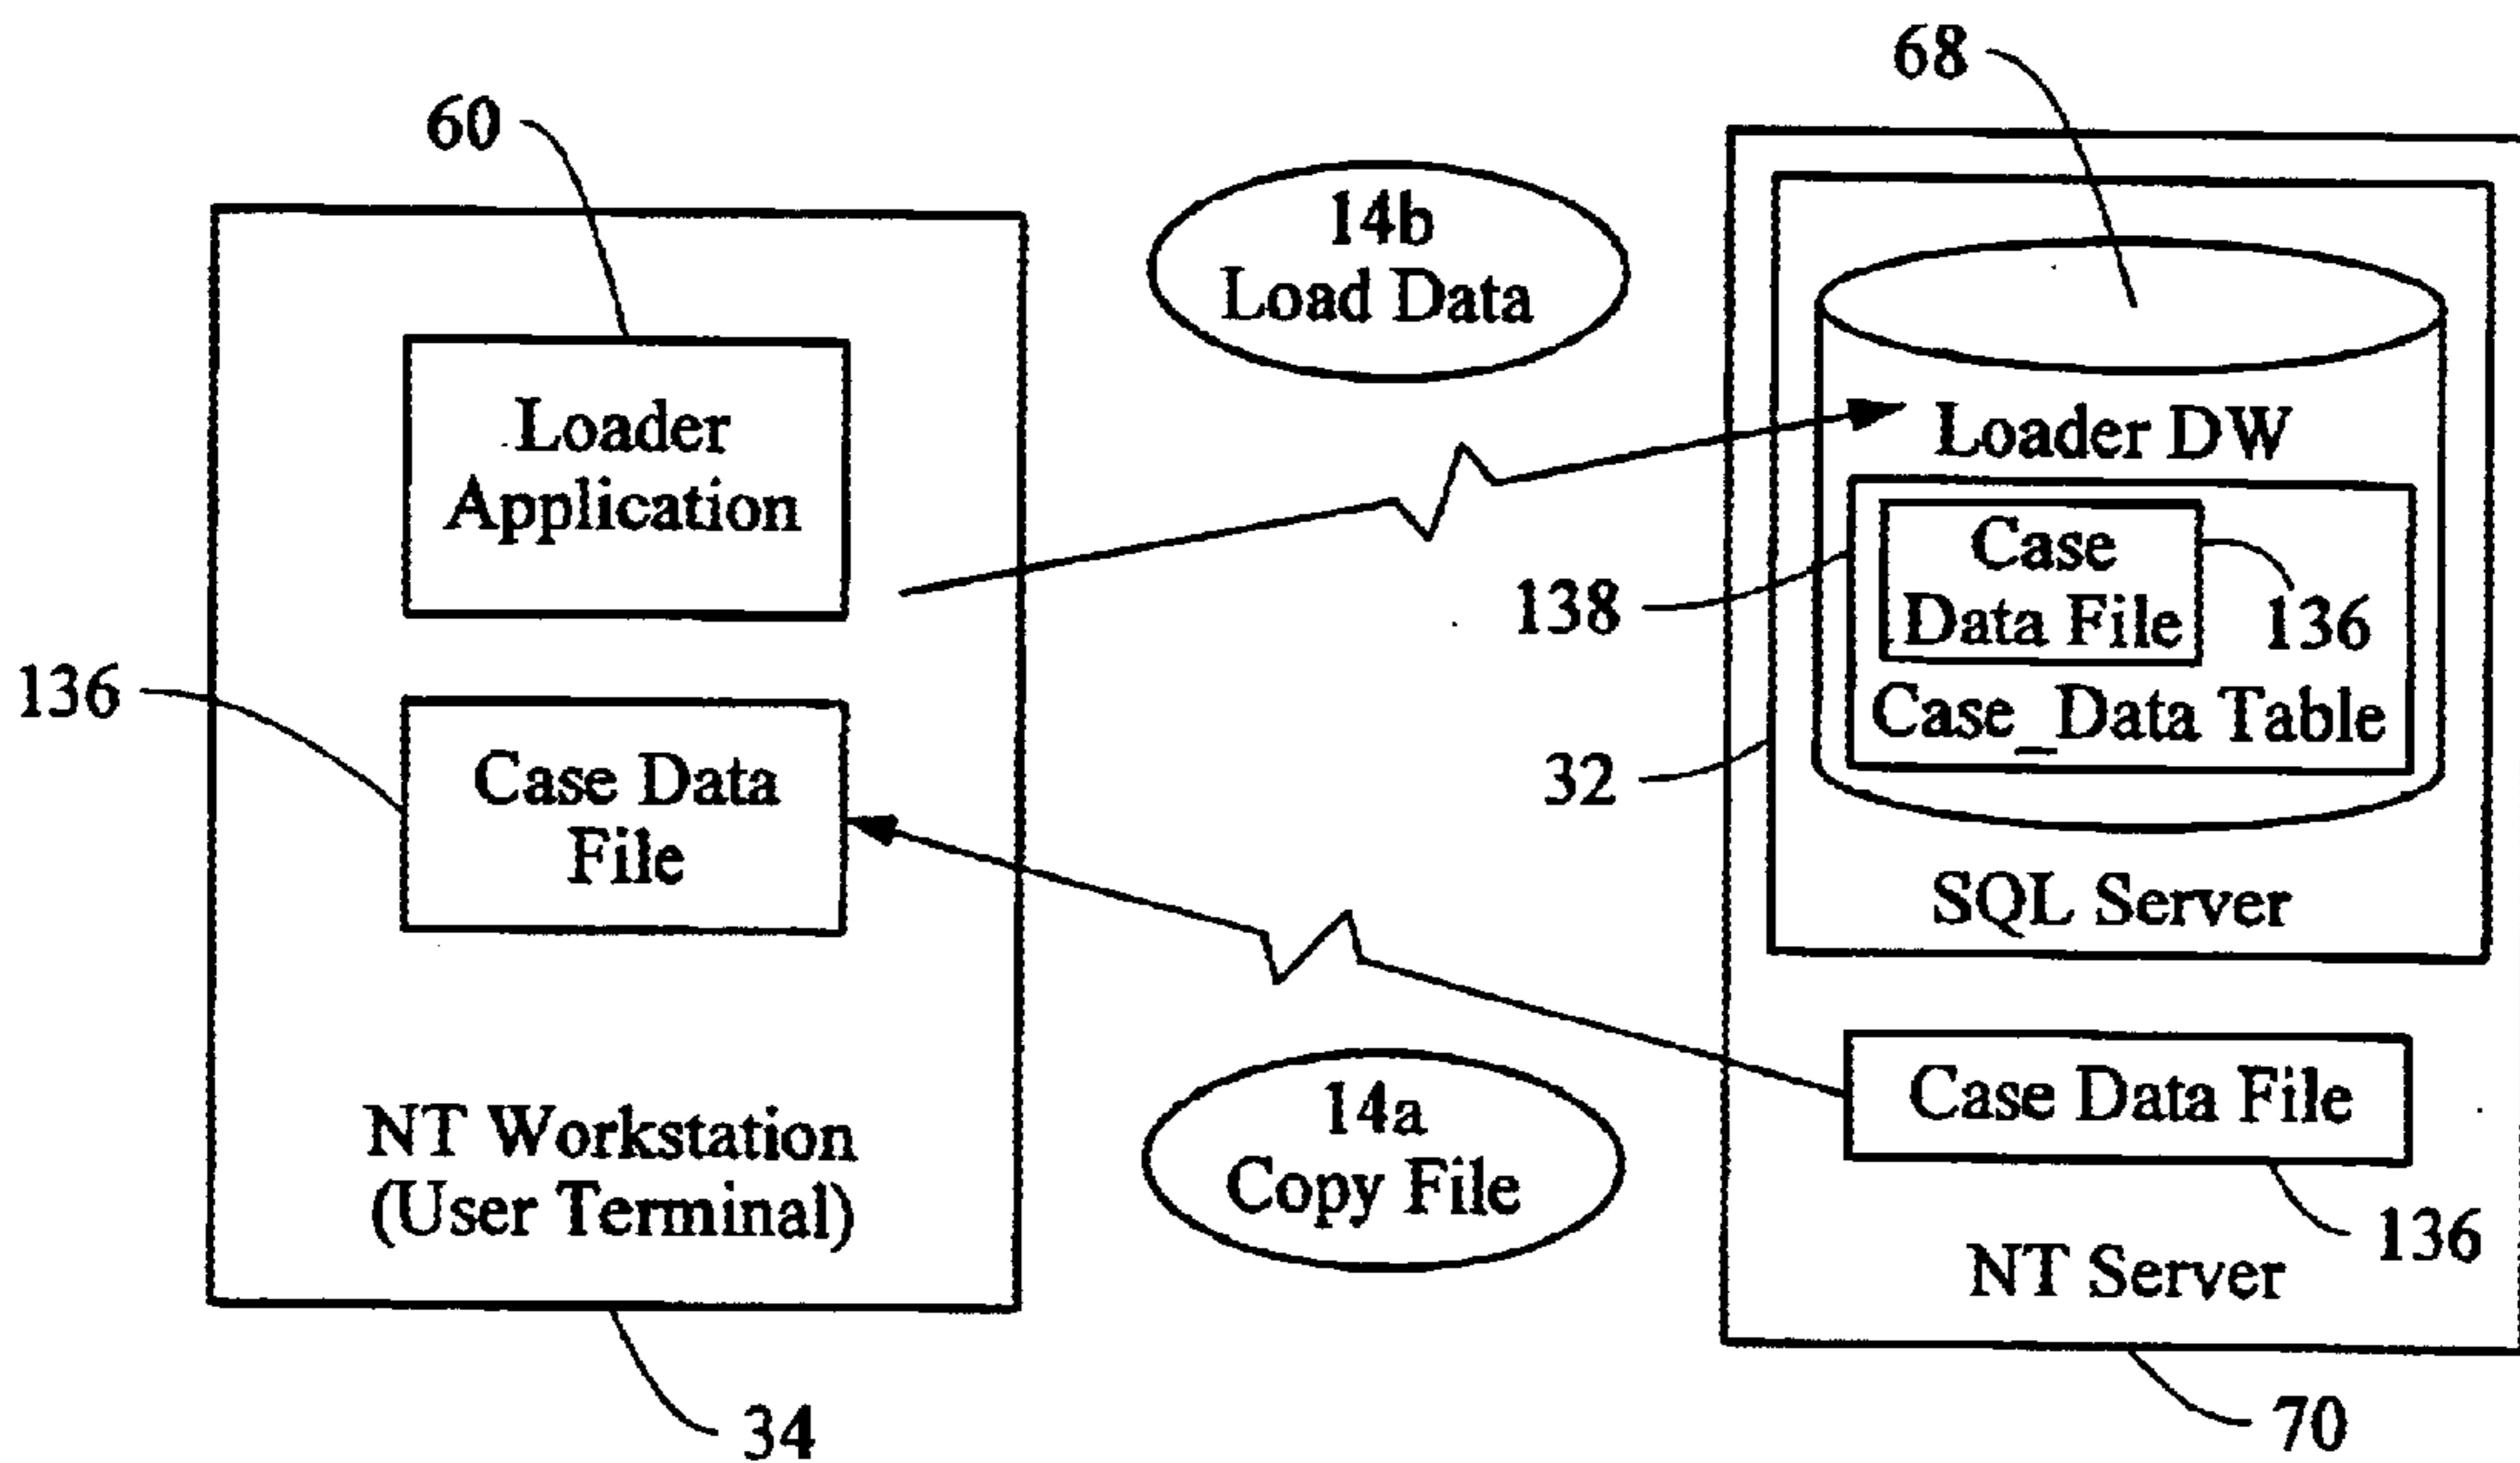 68
60
14b
Load Data
Loader
Application
Loader DW
Case
Data File
138
136
Case_Data Table
136
32
Case Data
File
SQL Server
14a
Copy File
Case Data File
NT Workstation
(User Terminal)
136
NT Server
34
70